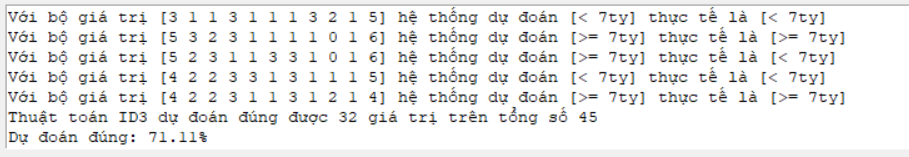 Với bộ giá trị [3 1 1 3 1 1 1 3 2 1 5] hệ thống dự đoán [< 7ty] thực tế là [< 7ty]
Với bộ giá trị [5 3 2 3 1 1 1 1 0 1 6] hệ thống dự đoán [>= 7ty] thực tế là [>= 7ty]
Với bộ giá trị [5 2 3 1 1 3 3 1 0 1 6] hệ thống dự đoán [>= 7ty] thực tế là [< 7ty]
Với bộ giá trị [4 2 2 3 3 1 3 1 1 1 5] hệ thống dự đoán [< 7ty] thực tế là [< 7ty]
Với bộ giá trị [4 2 2 3 1 1 3 1 2 1 4] hệ thống dự đoán [>= 7ty] thực tế là [>= 7ty]
Thuật toán ID3 dự đoán đúng được 32 giá trị trên tổng số 45
Dự đoán đúng: 71.11%